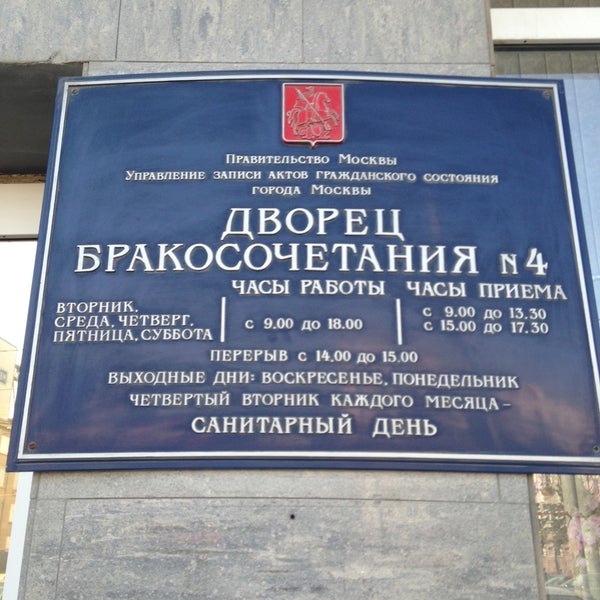 Правительство Москвы
Управление записи актов гражданского состояния
города Москвы
ДВОРЕЦ
БРАКОСОЧЕТАНИЯ N 4
ЧАСЫ РАБОТЫ ЧАСЫ ПРИЕМА
ВТОРНИК,
СРЕДА, ЧЕТВЕРГ,
ПЯТНИЦА, СУББОТА
с 9.00 до 18.00
с 9.00 до 13.30
с 15.00 до 17.30
ПЕРЕРЫВ с 14.00 до 15.00
ВЫХОДНЫЕ ДНИ: ВОСКРЕСЕНЬЕ, ПОНЕДЕЛЬНИК
ЧЕТВЕРТЫЙ ВТОРНИК КАЖДОГО МЕСЯЦА -
САНИТАРНЫЙ ДЕНЬ